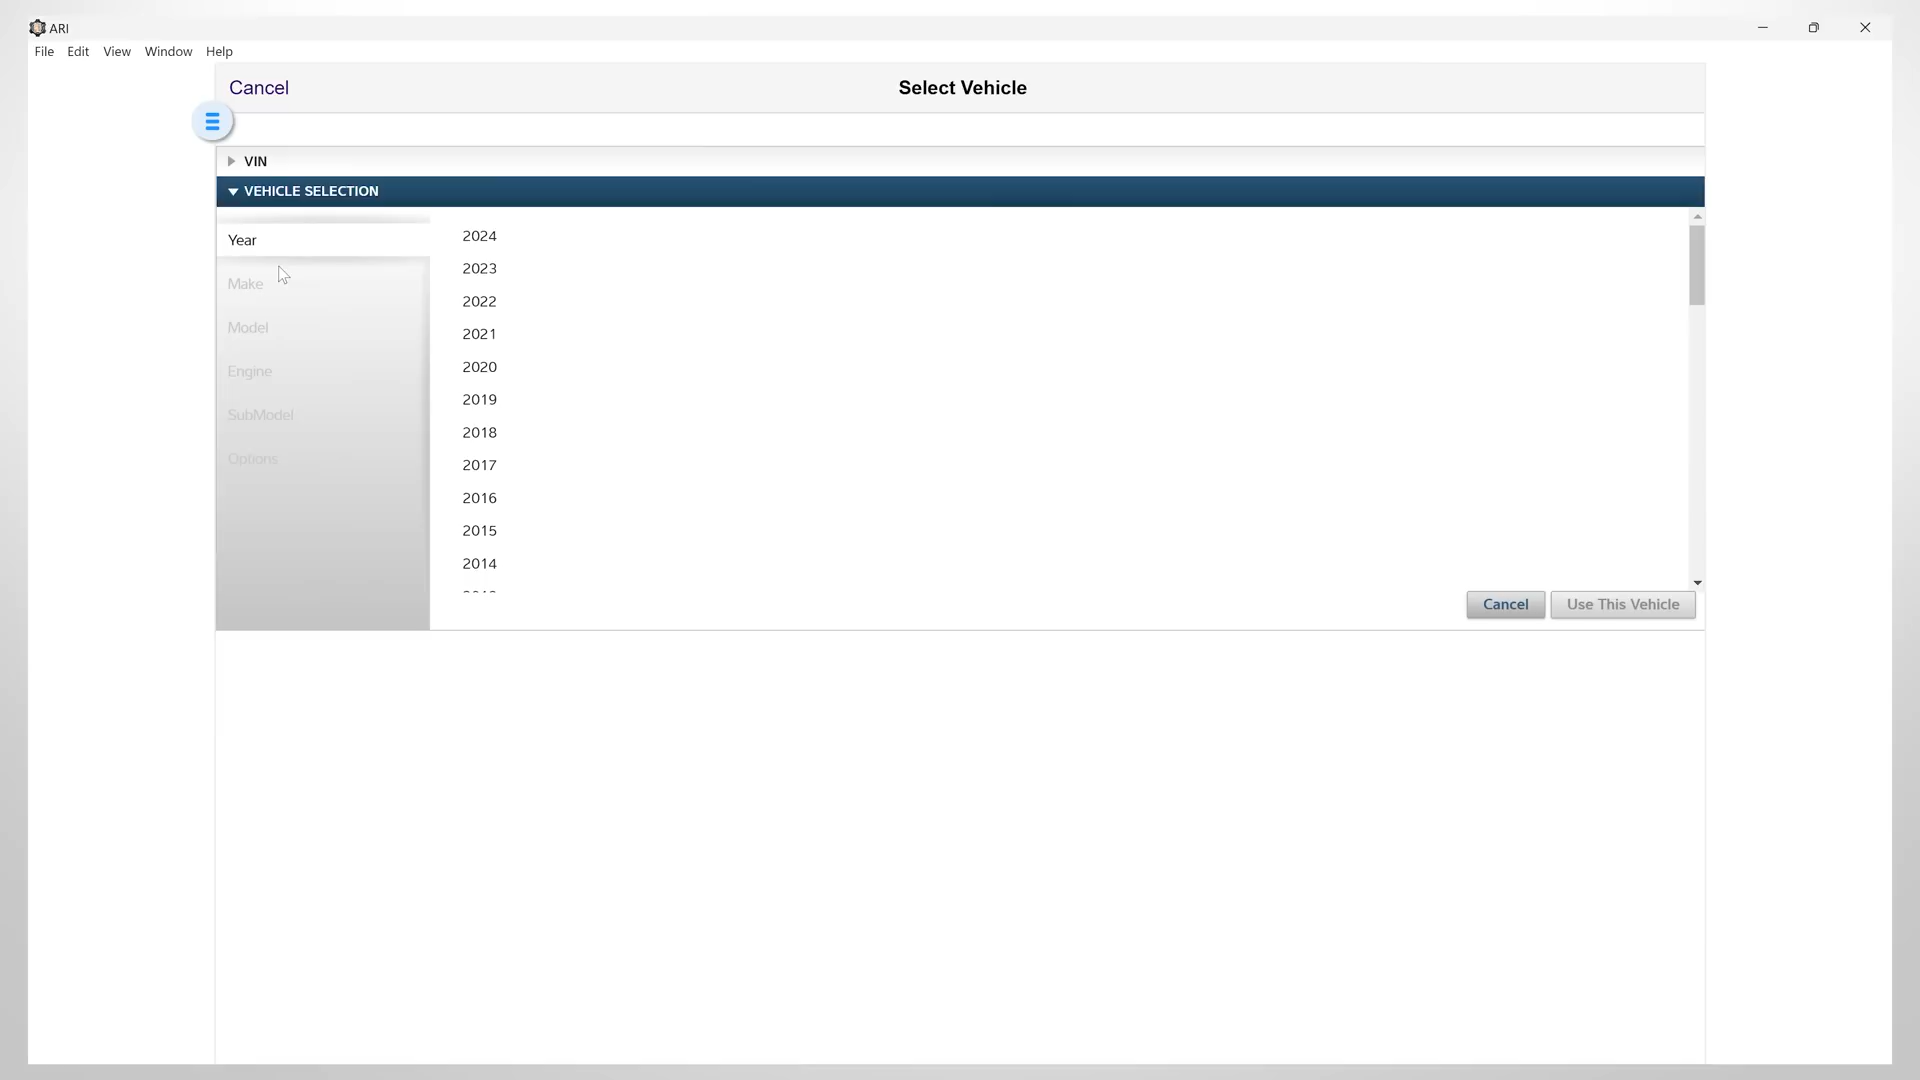 ARI
File Edit View Window Help
Cancel Select Vehicle
VIN
VEHICLE SELECTION
Year
Make
Model
Engine
SubModel
Options
2024
2023
2022
2021
2020
2019
2018
2017
2016
2015
2014
Cancel Use This Vehicle